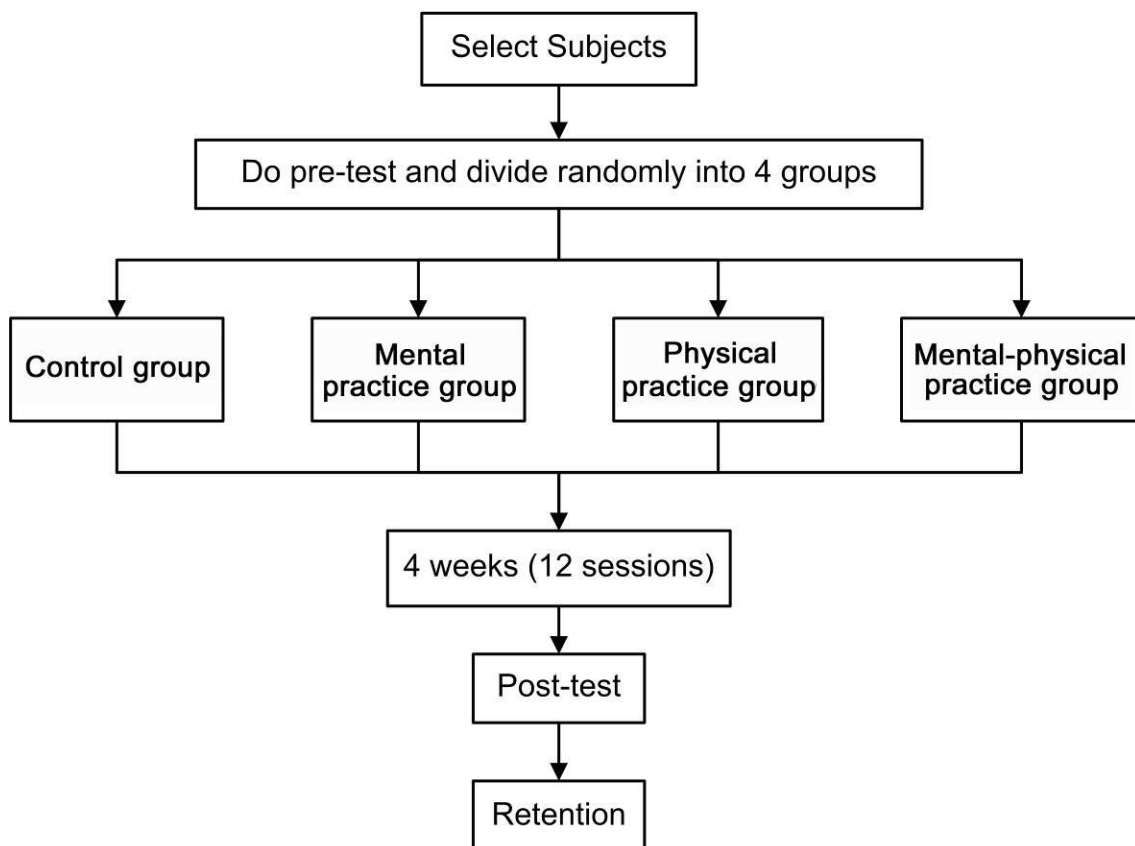 Select Subjects
Do pre-test and divide randomly into 4 groups
Control group
Mental
practice group
Physical
practice group
Mental-physical
practice group
4 weeks (12 sessions)
Post-test
Retention